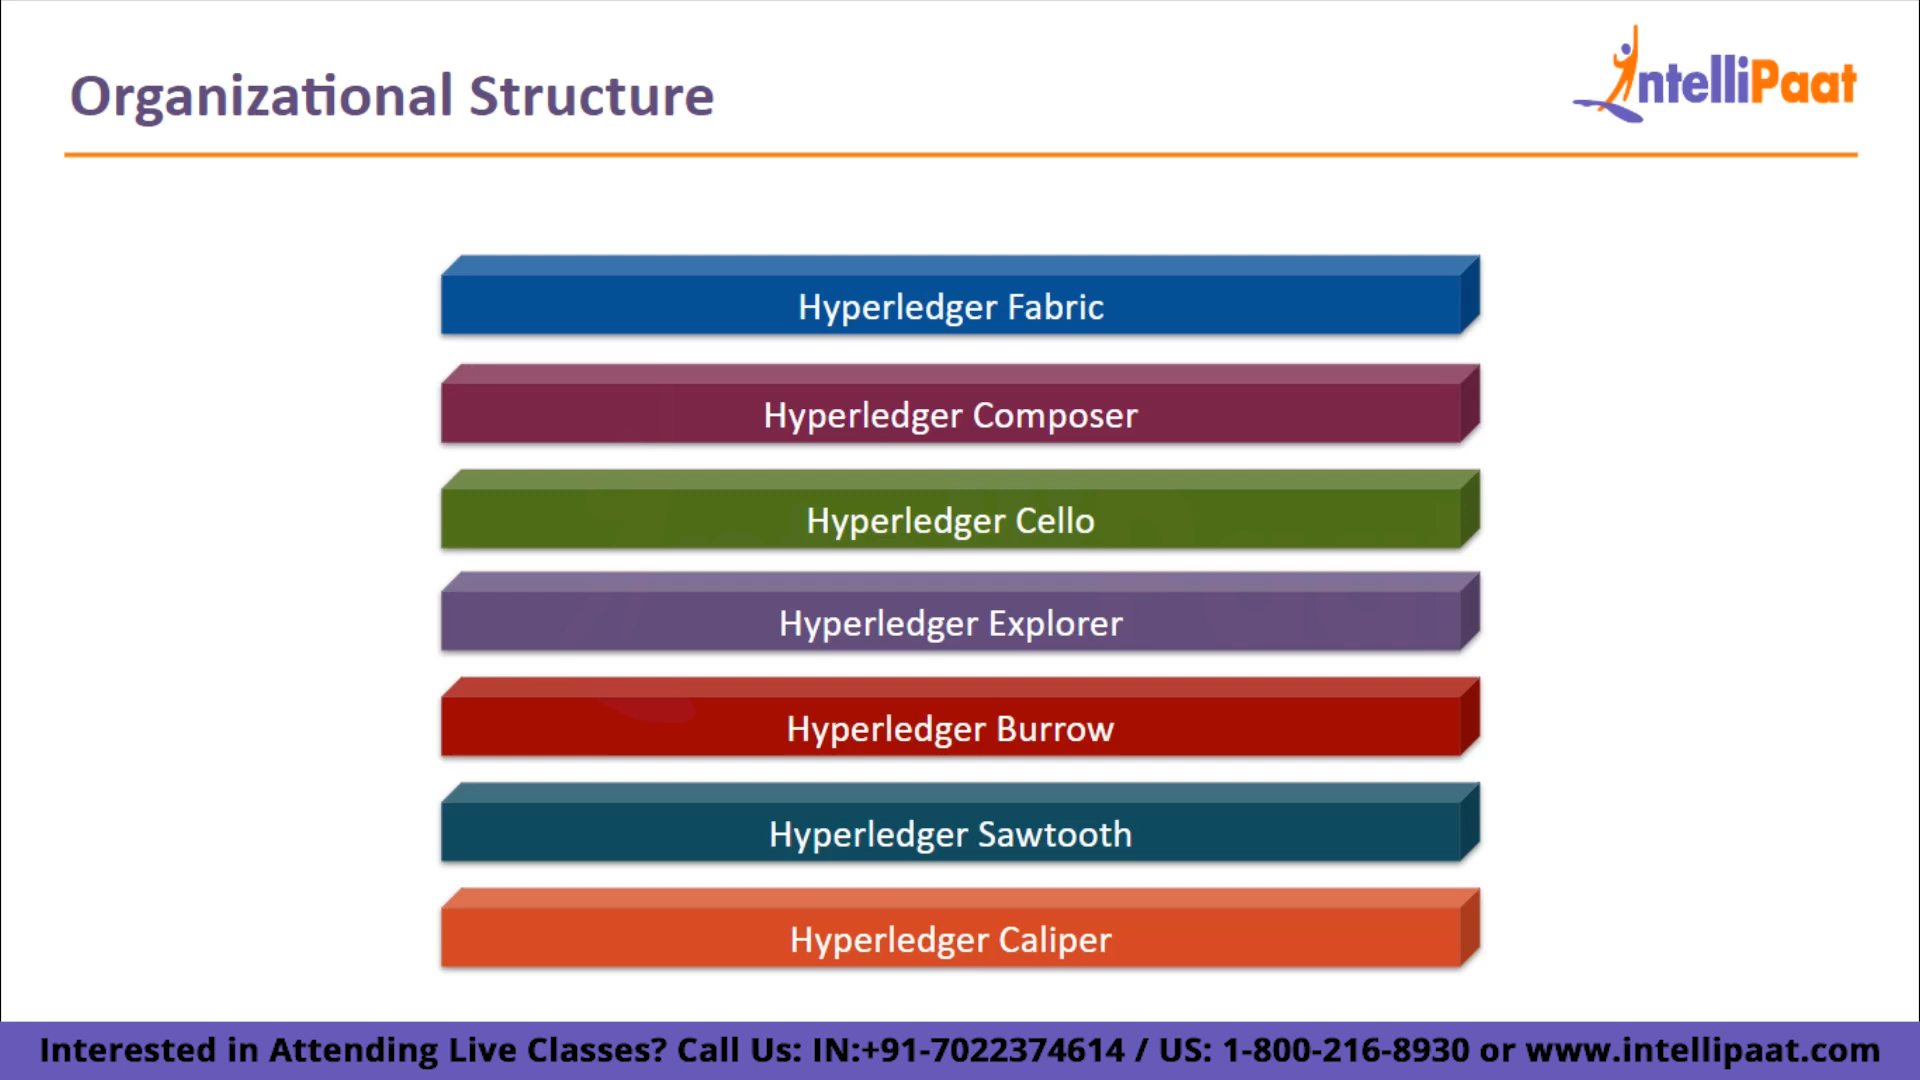 Organizational Structure
IntelliPaat
Hyperledger Fabric
Hyperledger Composer
Hyperledger Cello
Hyperledger Explorer
Hyperledger Burrow
Hyperledger Sawtooth
Hyperledger Caliper
Interested in Attending Live Classes? Call Us: IN:+91-7022374614 / US: 1-800-216-8930 or www.intellipaat.com